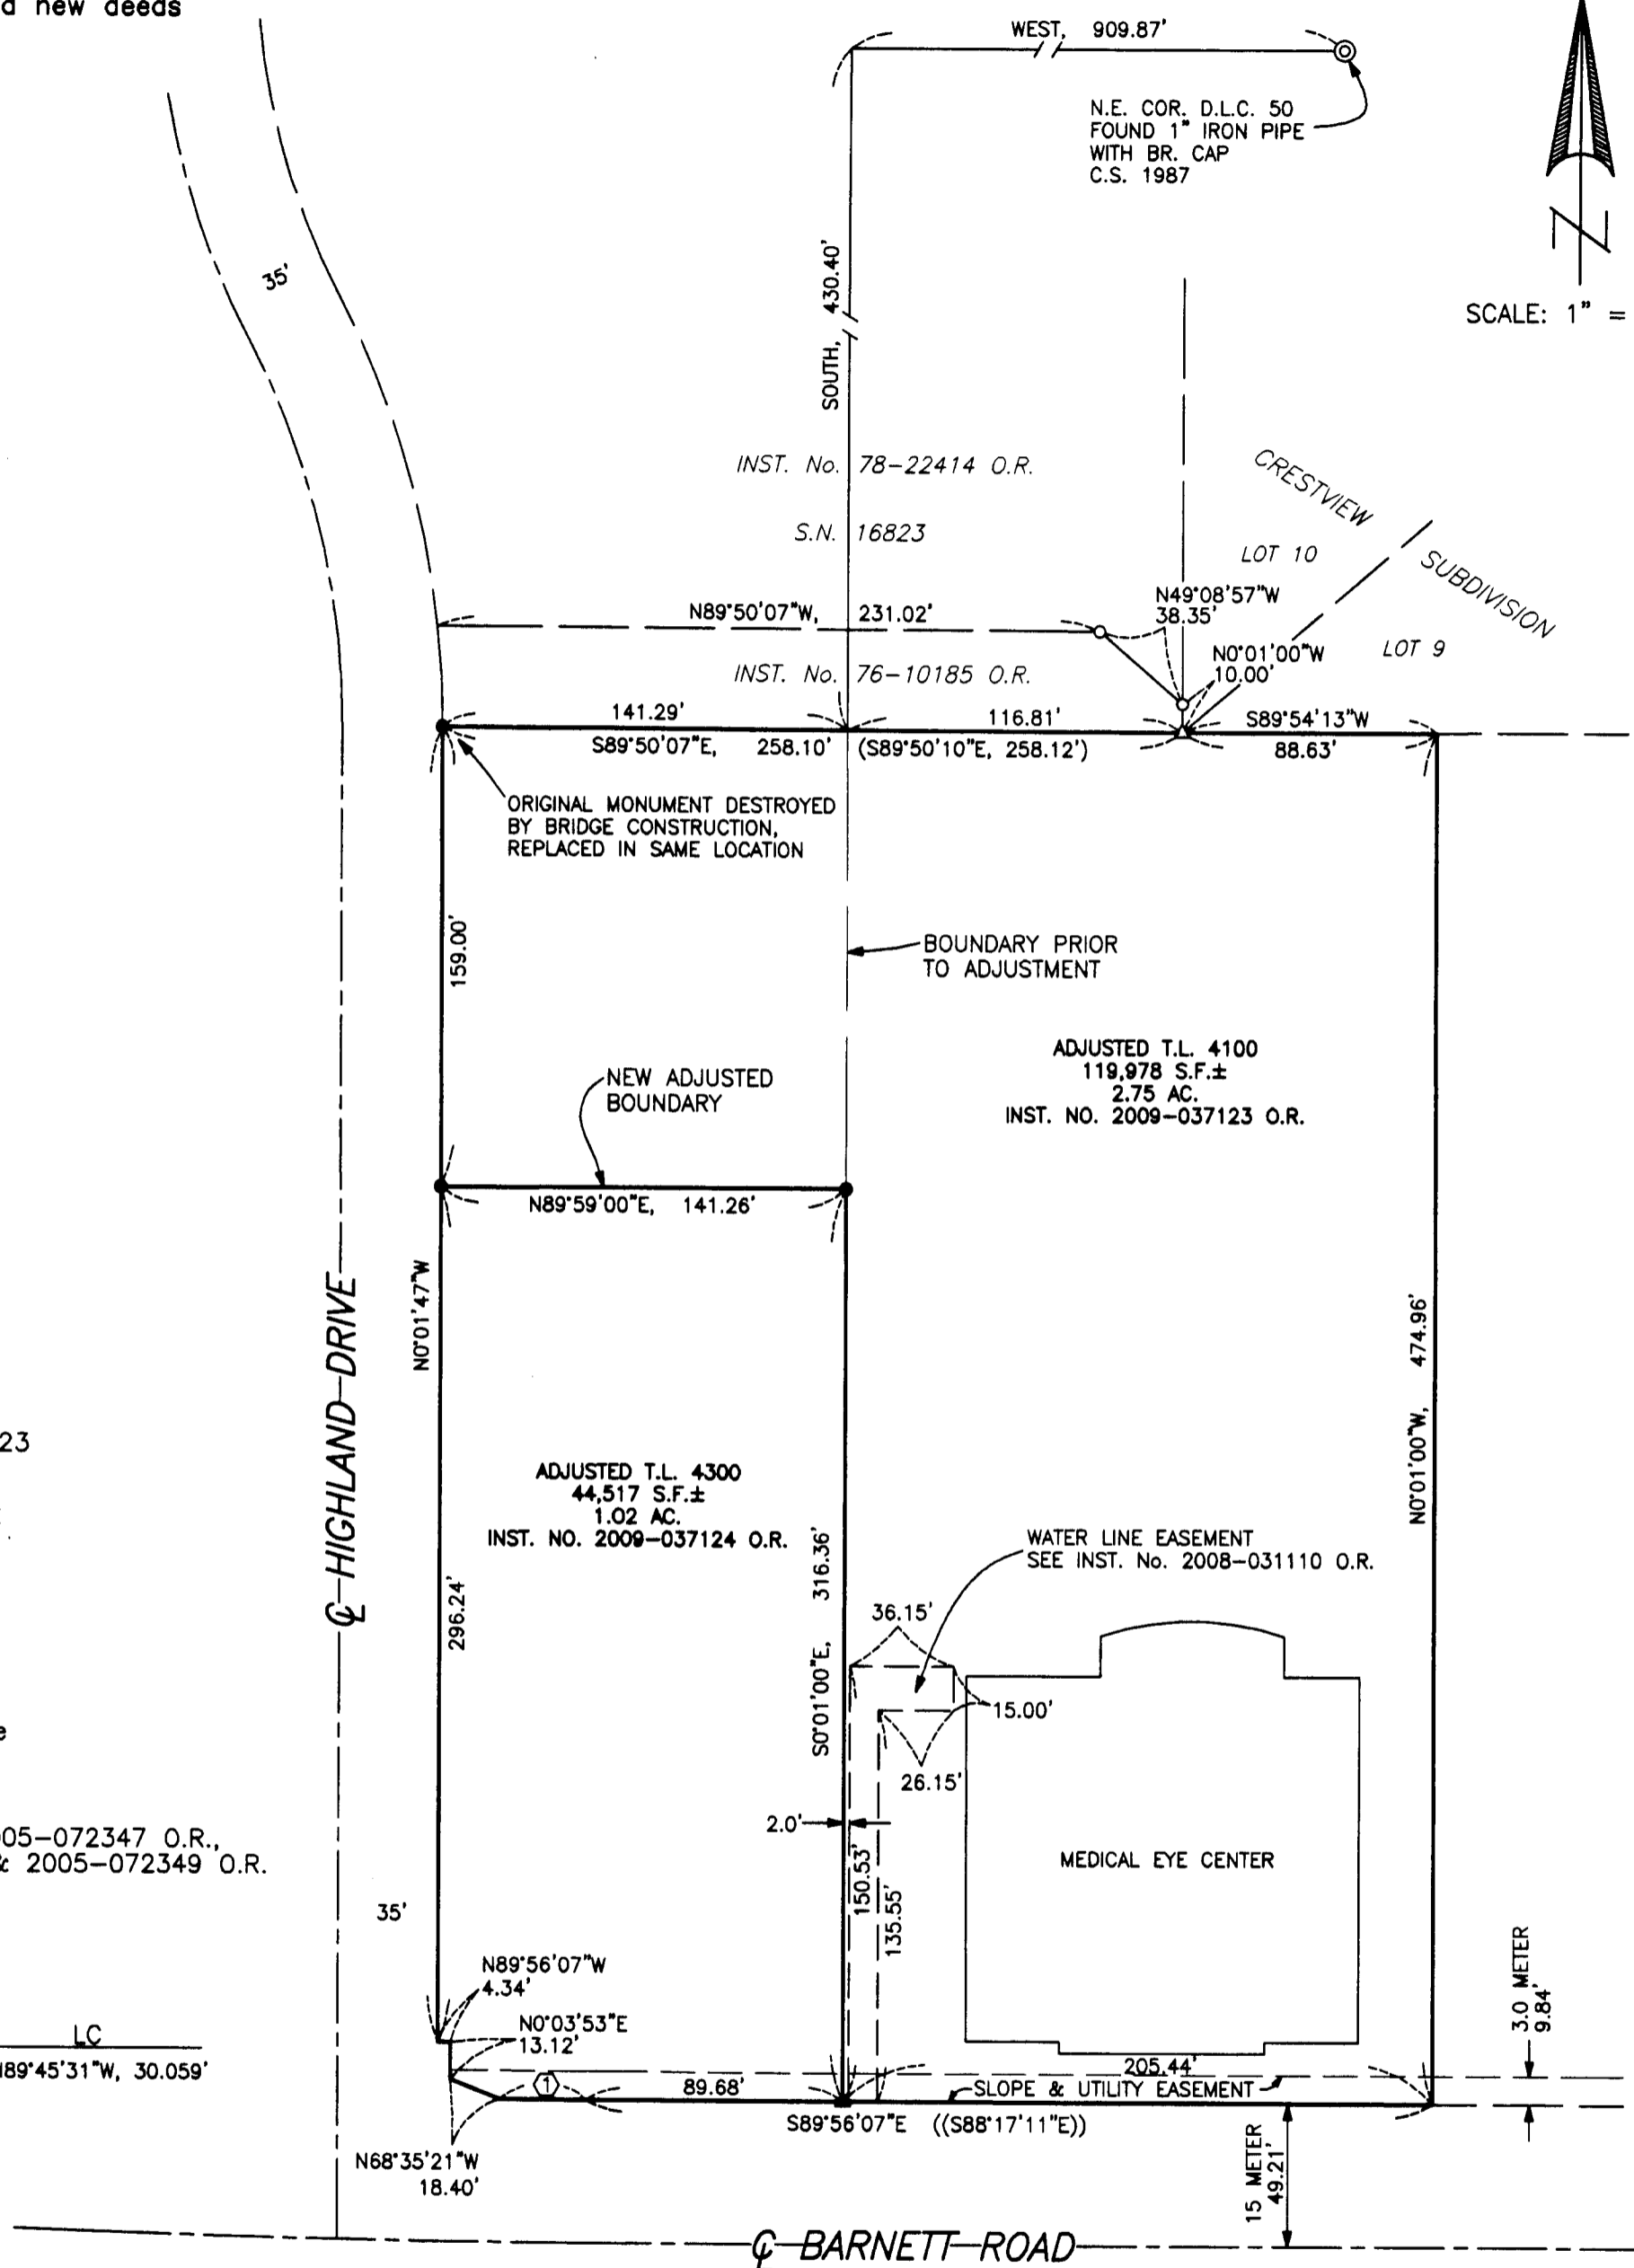 d new deeds
WEST, 909.87'
N.E. COR. D.L.C. 50
FOUND 1" IRON PIPE
WITH BR. CAP
C.S. 1987
N
SCALE: 1" =
35'
SOUTH, 430.40'
INST. No. 78-22414 O.R.
S.N. 16823
CRESTVIEW
SUBDIVISION
LOT 10
LOT 9
N49°08'57"W
38.35'
N89°50'07"W, 231.02'
N0°01'00"W
10.00'
INST. No. 76-10185 O.R.
141.29'
116.81'
S89°54'13"W
88.63'
S89°50'07"E, 258.10' (S89°50'10"E, 258.12')
ORIGINAL MONUMENT DESTROYED
BY BRIDGE CONSTRUCTION,
REPLACED IN SAME LOCATION
159.00'
BOUNDARY PRIOR
TO ADJUSTMENT
ADJUSTED T.L. 4100
119,978 S.F.±
2.75 AC.
INST. NO. 2009-037123 O.R.
NEW ADJUSTED
BOUNDARY
N89°59'00"E, 141.26'
N0°01'47"W
N0°01'00"W, 474.96'
℄ HIGHLAND DRIVE
23
ADJUSTED T.L. 4300
44,517 S.F.±
1.02 AC.
INST. NO. 2009-037124 O.R.
296.24'
S0°01'00"E, 316.36'
WATER LINE EASEMENT
SEE INST. No. 2008-031110 O.R.
36.15'
15.00'
26.15'
2.0'
150.53'
135.55'
MEDICAL EYE CENTER
e
05-072347 O.R.,
& 2005-072349 O.R.
35'
N89°56'07"W
4.34'
N0°03'53"E
13.12'
LC
N89°45'31"W, 30.059'
1
89.68'
205.44'
SLOPE & UTILITY EASEMENT
3.0 METER
9.84'
S89°56'07"E ((S88°17'11"E))
N68°35'21"W
18.40'
15 METER
49.21'
℄ BARNETT ROAD